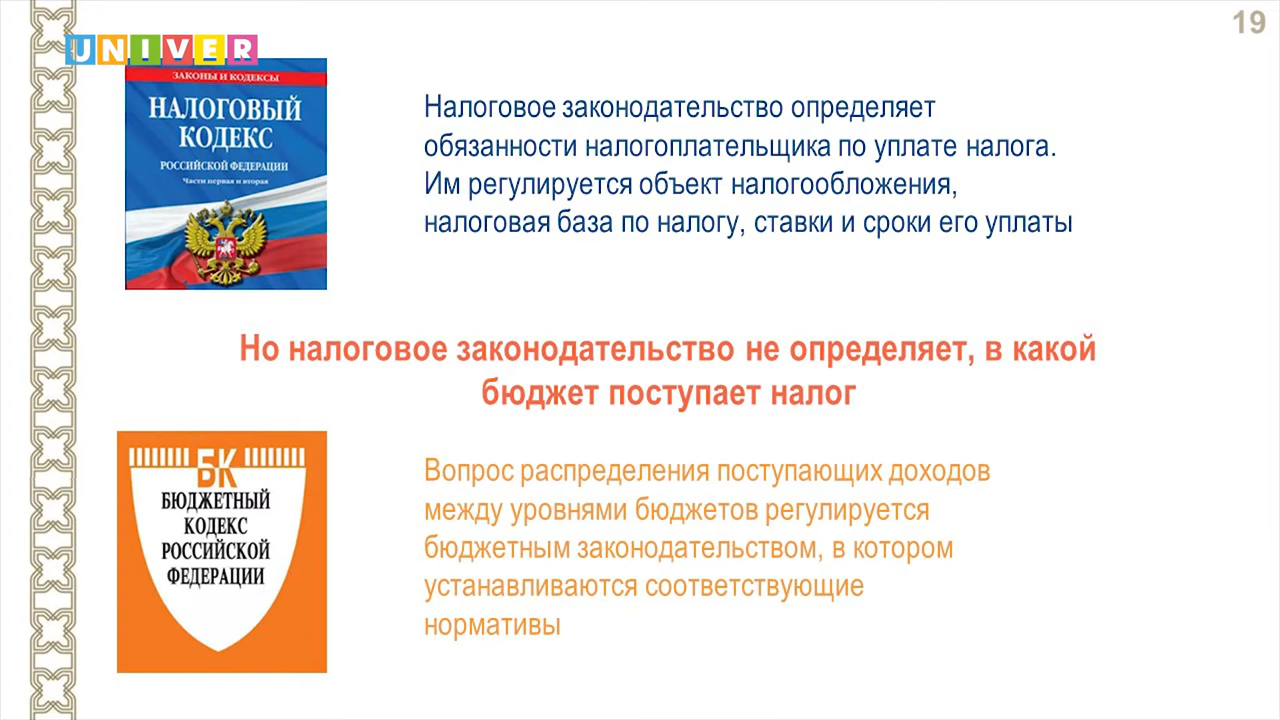 19
UNIVER
ЗАКОНЫ И КОДЕКСЫ
НАЛОГОВЫЙ
КОДЕКС
РОССИЙСКОЙ ФЕДЕРАЦИИ
Части первая и вторая
Налоговое законодательство определяет
обязанности налогоплательщика по уплате налога.
Им регулируется объект налогообложения,
налоговая база по налогу, ставки и сроки его уплаты
Но налоговое законодательство не определяет, в какой
бюджет поступает налог
БК
БЮДЖЕТНЫЙ
КОДЕКС
РОССИЙСКОЙ
ФЕДЕРАЦИИ
Вопрос распределения поступающих доходов
между уровнями бюджетов регулируется
бюджетным законодательством, в котором
устанавливаются соответствующие
нормативы